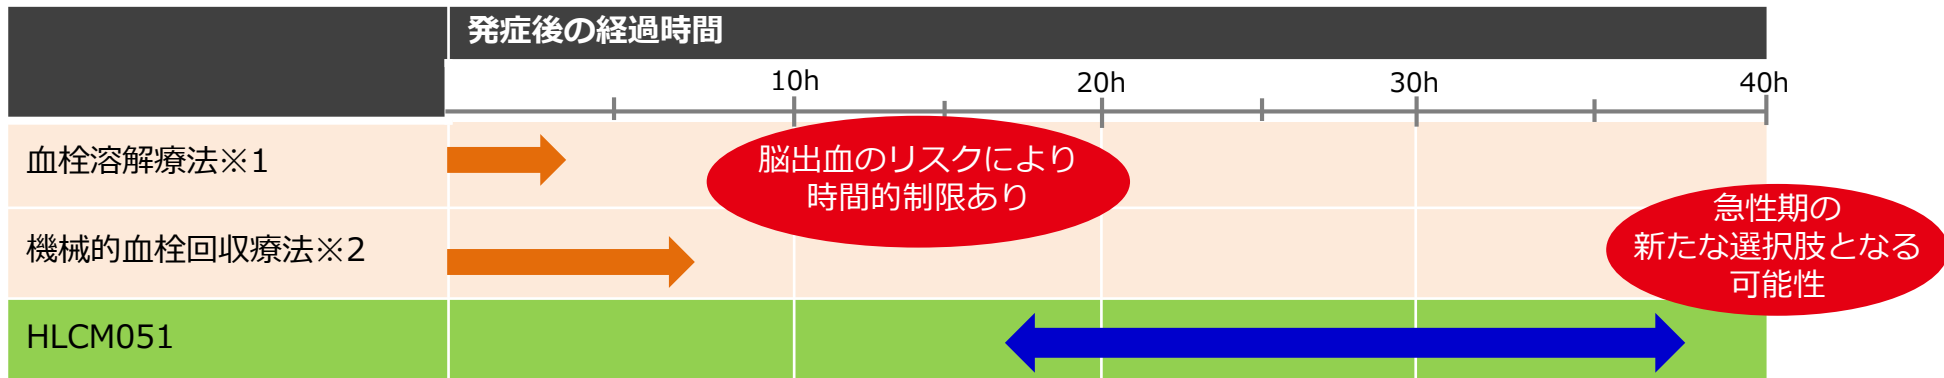 発症後の経過時間
10h
20h
30h
40h
血栓溶解療法※1
脳出血のリスクにより
時間的制限あり
機械的血栓回収療法※2
急性期の
新たな選択肢となる
可能性
HLCM051